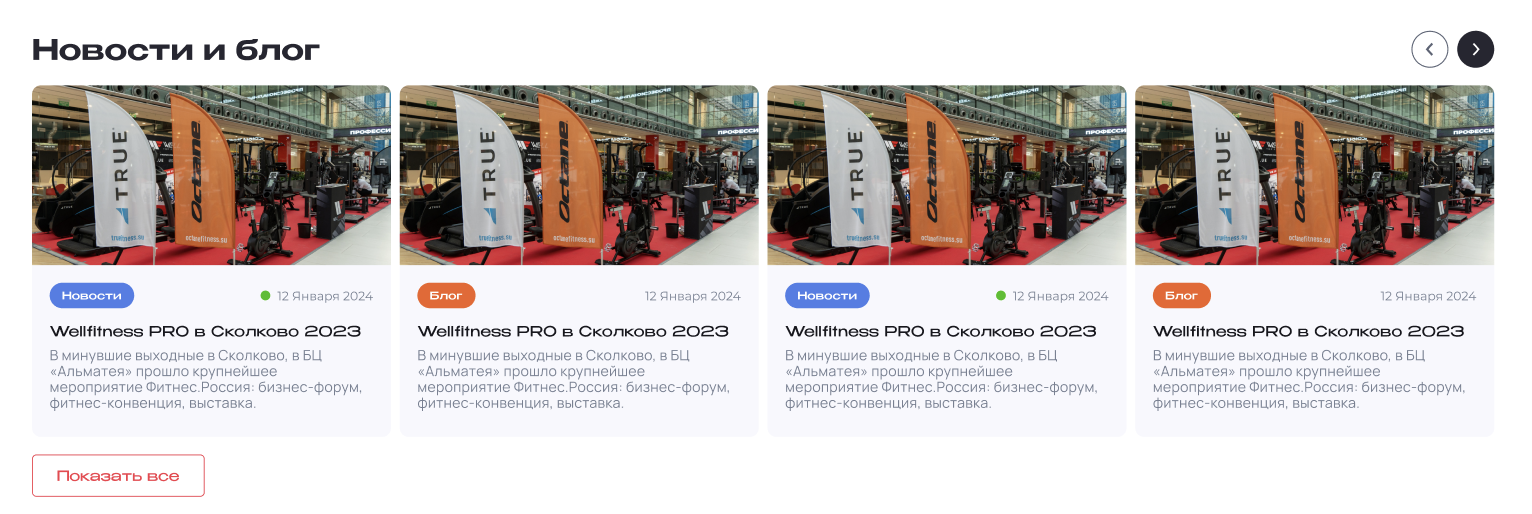 Новости и блог
TRUE
Octane
truefitness.su
octanefitness.su
ПРОФЕССИ
TRUE
Octane
truefitness.su
octanefitness.su
ПРОФЕССИ
TRUE
Octane
truefitness.su
octanefitness.su
ПРОФЕССИ
TRUE
Octane
truefitness.su
octanefitness.su
ПРОФЕССИ
Новости
12 Января 2024
Wellfitness PRO в Сколково 2023
В минувшие выходные в Сколково, в БЦ
«Альматея» прошло крупнейшее
мероприятие Фитнес.Россия: бизнес-форум,
фитнес-конвенция, выставка.
Блог
12 Января 2024
Wellfitness PRO в Сколково 2023
В минувшие выходные в Сколково, в БЦ
«Альматея» прошло крупнейшее
мероприятие Фитнес.Россия: бизнес-форум,
фитнес-конвенция, выставка.
Новости
12 Января 2024
Wellfitness PRO в Сколково 2023
В минувшие выходные в Сколково, в БЦ
«Альматея» прошло крупнейшее
мероприятие Фитнес.Россия: бизнес-форум,
фитнес-конвенция, выставка.
Блог
12 Января 2024
Wellfitness PRO в Сколково 2023
В минувшие выходные в Сколково, в БЦ
«Альматея» прошло крупнейшее
мероприятие Фитнес.Россия: бизнес-форум,
фитнес-конвенция, выставка.
Показать все